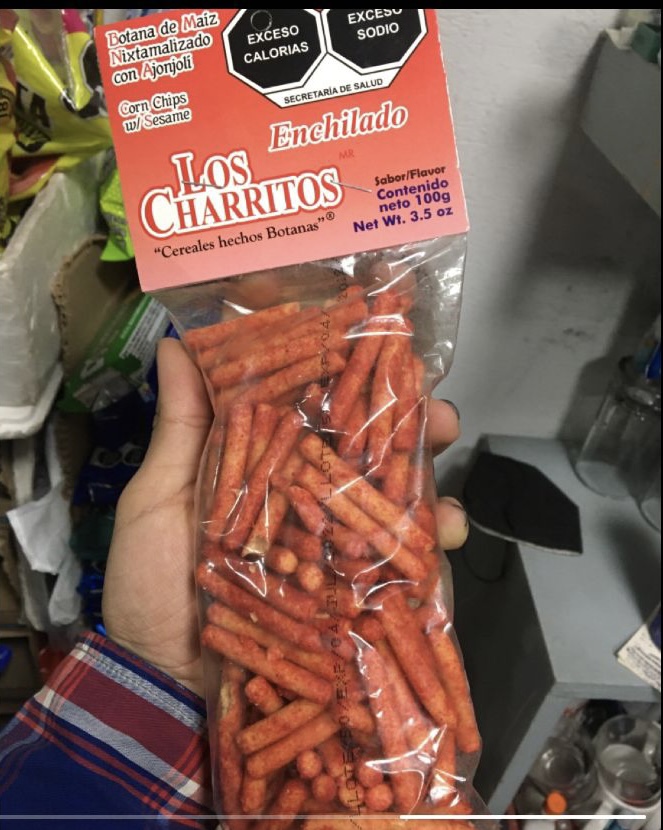 Botana de Maíz
Nixtamalizado
con Ajonjolí
Corn Chips
w/ Sesame
EXCESO
CALORIAS
EXCESO
SODIO
SECRETARÍA DE SALUD
Enchilado
MR
LOS
CHARRITOS
"Cereales hechos Botanas"®
Sabor/Flavor
Contenido
neto 100g
Net Wt. 3.5 oz